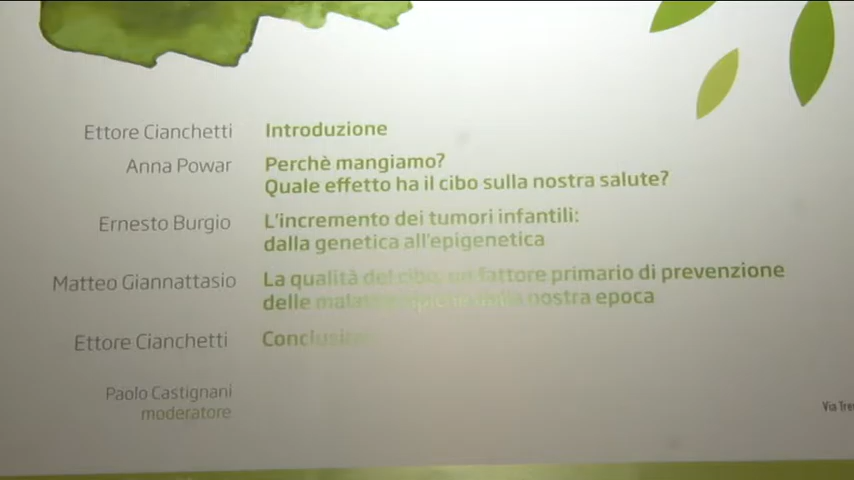 Ettore Cianchetti Introduzione
Anna Powar Perchè mangiamo?
Quale effetto ha il cibo sulla nostra salute?
Ernesto Burgio L'incremento dei tumori infantili:
dalla genetica all'epigenetica
Matteo Giannattasio La qualità del cibo, un fattore primario di prevenzione
delle nostra epoca
Ettore Cianchetti
Paolo Castignani
moderatore
Via